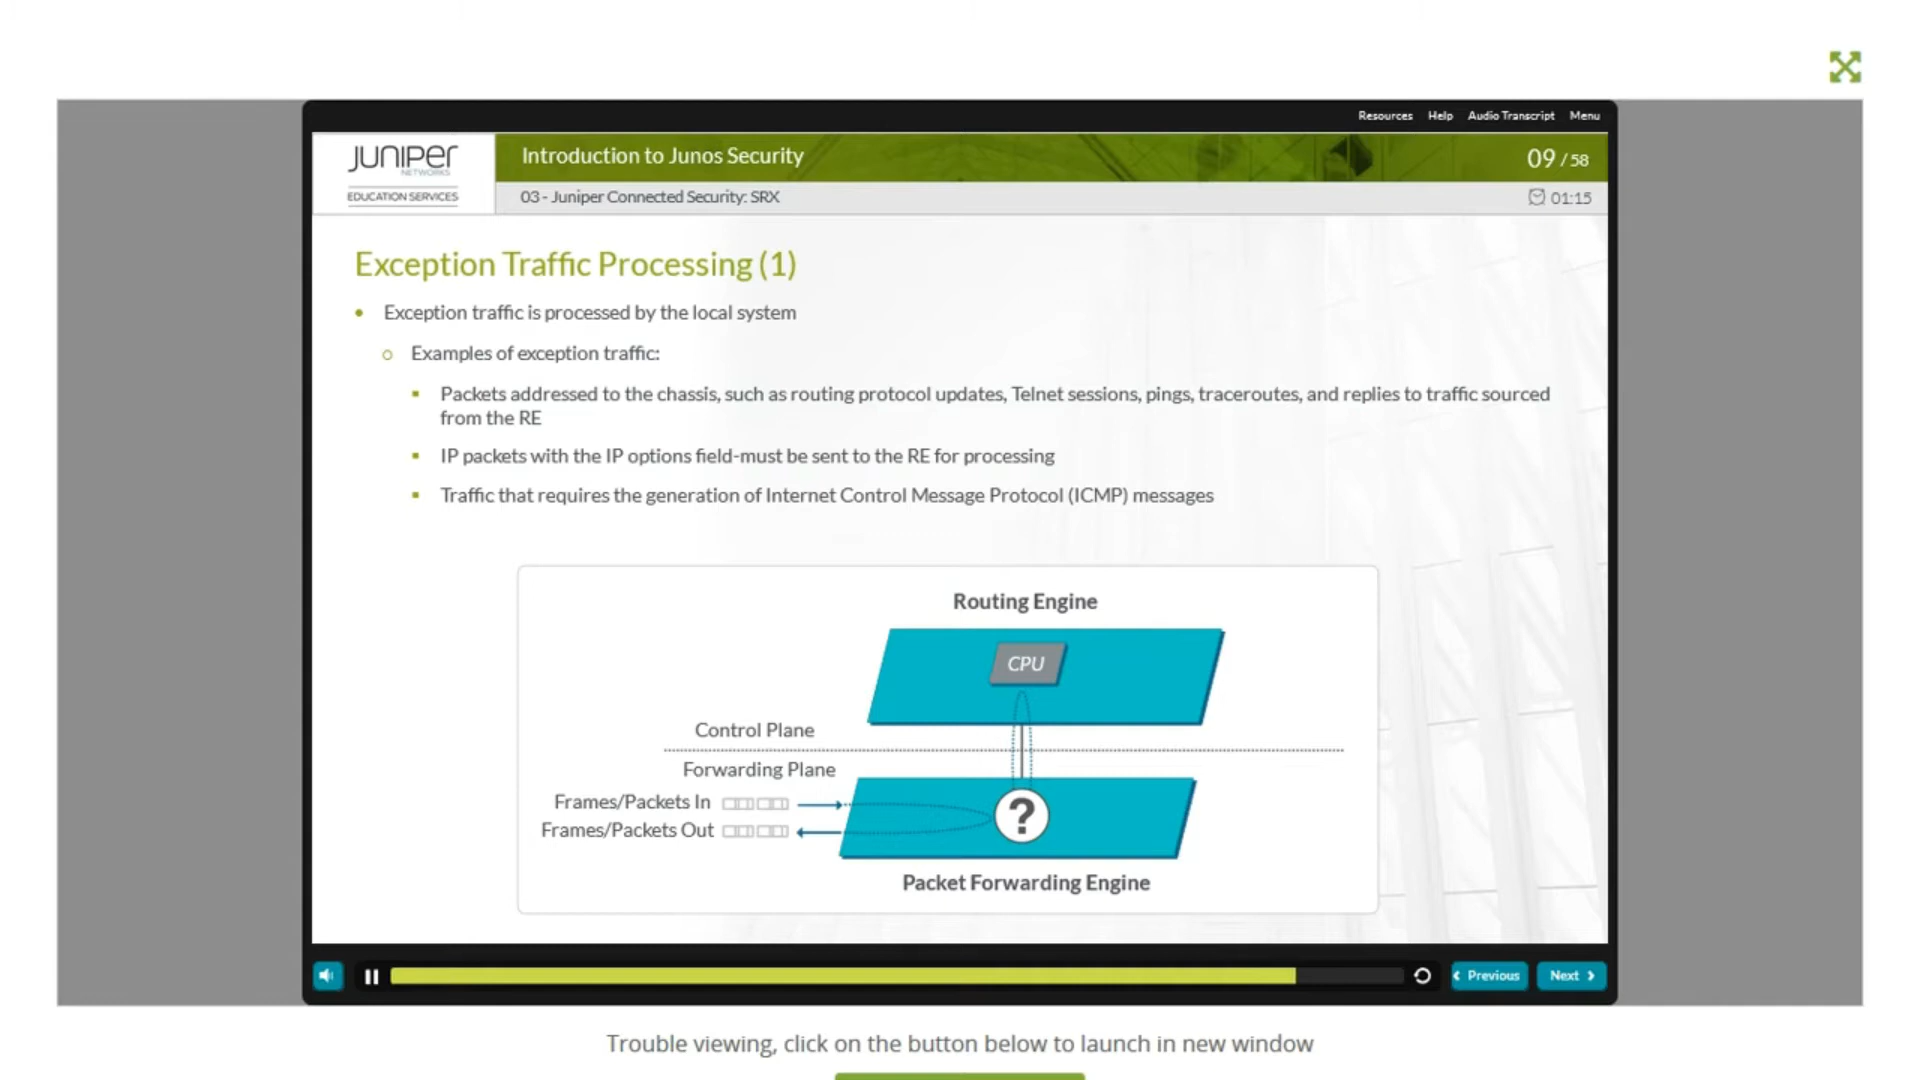 Resources Help Audio Transcript Menu
JUNIPER
NETWORKS
EDUCATION SERVICES
Introduction to Junos Security
09 / 58
03 - Juniper Connected Security: SRX
01:15
Exception Traffic Processing (1)
• Exception traffic is processed by the local system
o Examples of exception traffic:
▪ Packets addressed to the chassis, such as routing protocol updates, Telnet sessions, pings, traceroutes, and replies to traffic sourced
from the RE
▪ IP packets with the IP options field-must be sent to the RE for processing
▪ Traffic that requires the generation of Internet Control Message Protocol (ICMP) messages
Routing Engine
CPU
Control Plane
Forwarding Plane
Frames/Packets In
?
Frames/Packets Out
Packet Forwarding Engine
Previous
Next
Trouble viewing, click on the button below to launch in new window